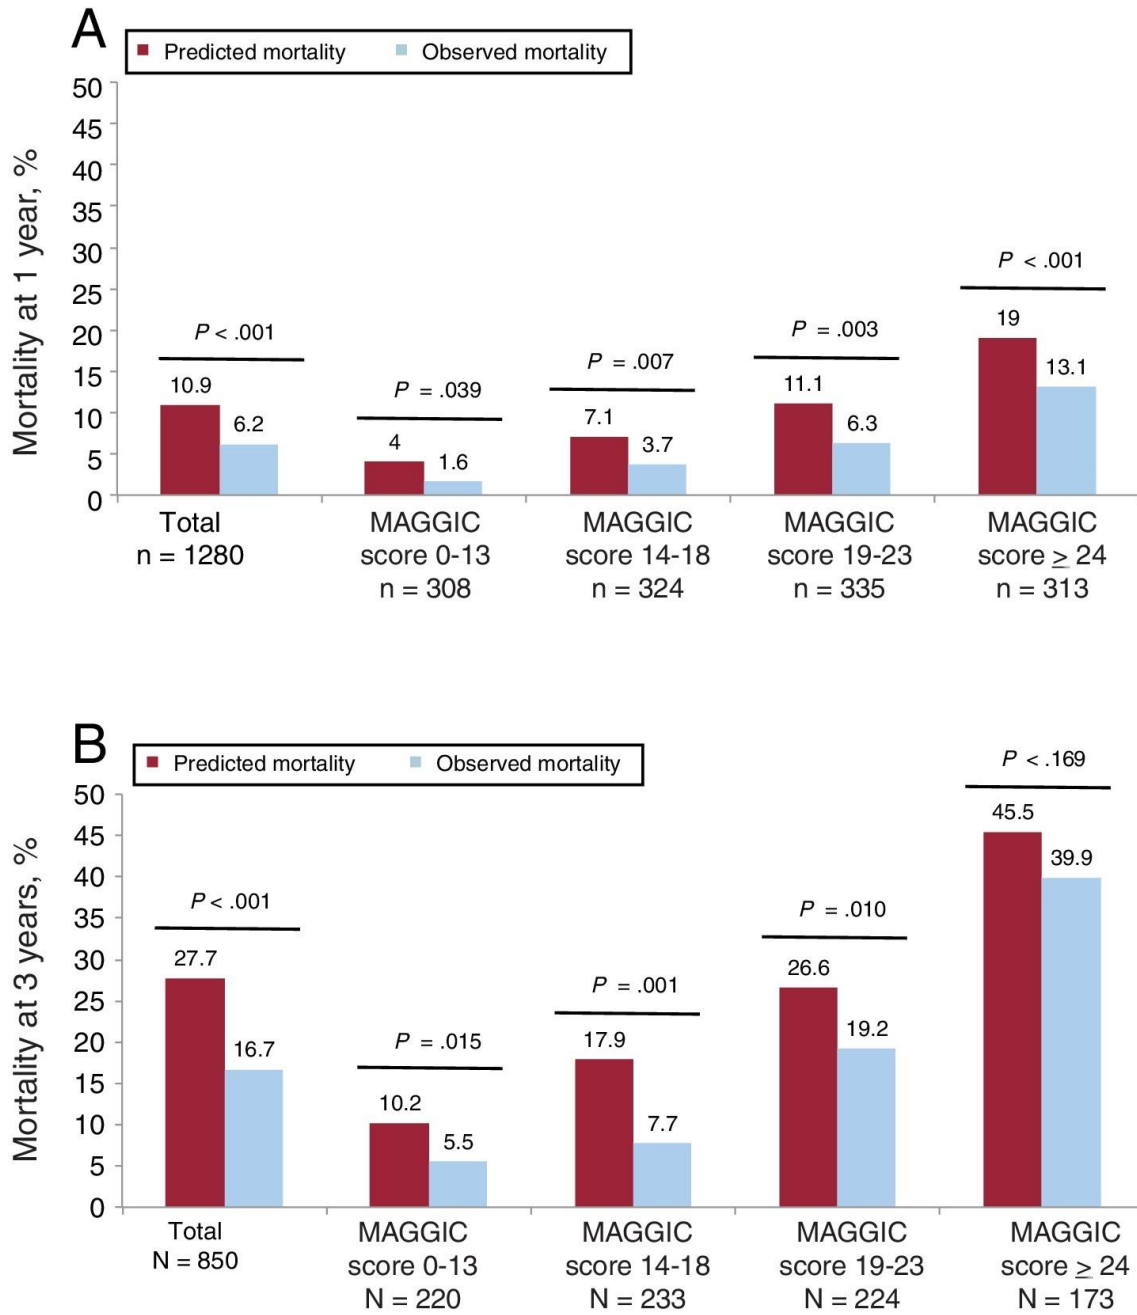 A
Predicted mortality Observed mortality
Mortality at 1 year, %
50
45
40
35
30
25
20
15
10
5
0
P < .001
10.9
6.2
P = .039
4
1.6
P = .007
7.1
3.7
P = .003
11.1
6.3
P < .001
19
13.1
Total
n = 1280
MAGGIC
score 0-13
n = 308
MAGGIC
score 14-18
n = 324
MAGGIC
score 19-23
n = 335
MAGGIC
score ≥ 24
n = 313
B
Predicted mortality Observed mortality
Mortality at 3 years, %
50
45
40
35
30
25
20
15
10
5
0
P < .001
27.7
16.7
P = .015
10.2
5.5
P = .001
17.9
7.7
P = .010
26.6
19.2
P < .169
45.5
39.9
Total
N = 850
MAGGIC
score 0-13
N = 220
MAGGIC
score 14-18
N = 233
MAGGIC
score 19-23
N = 224
MAGGIC
score ≥ 24
N = 173